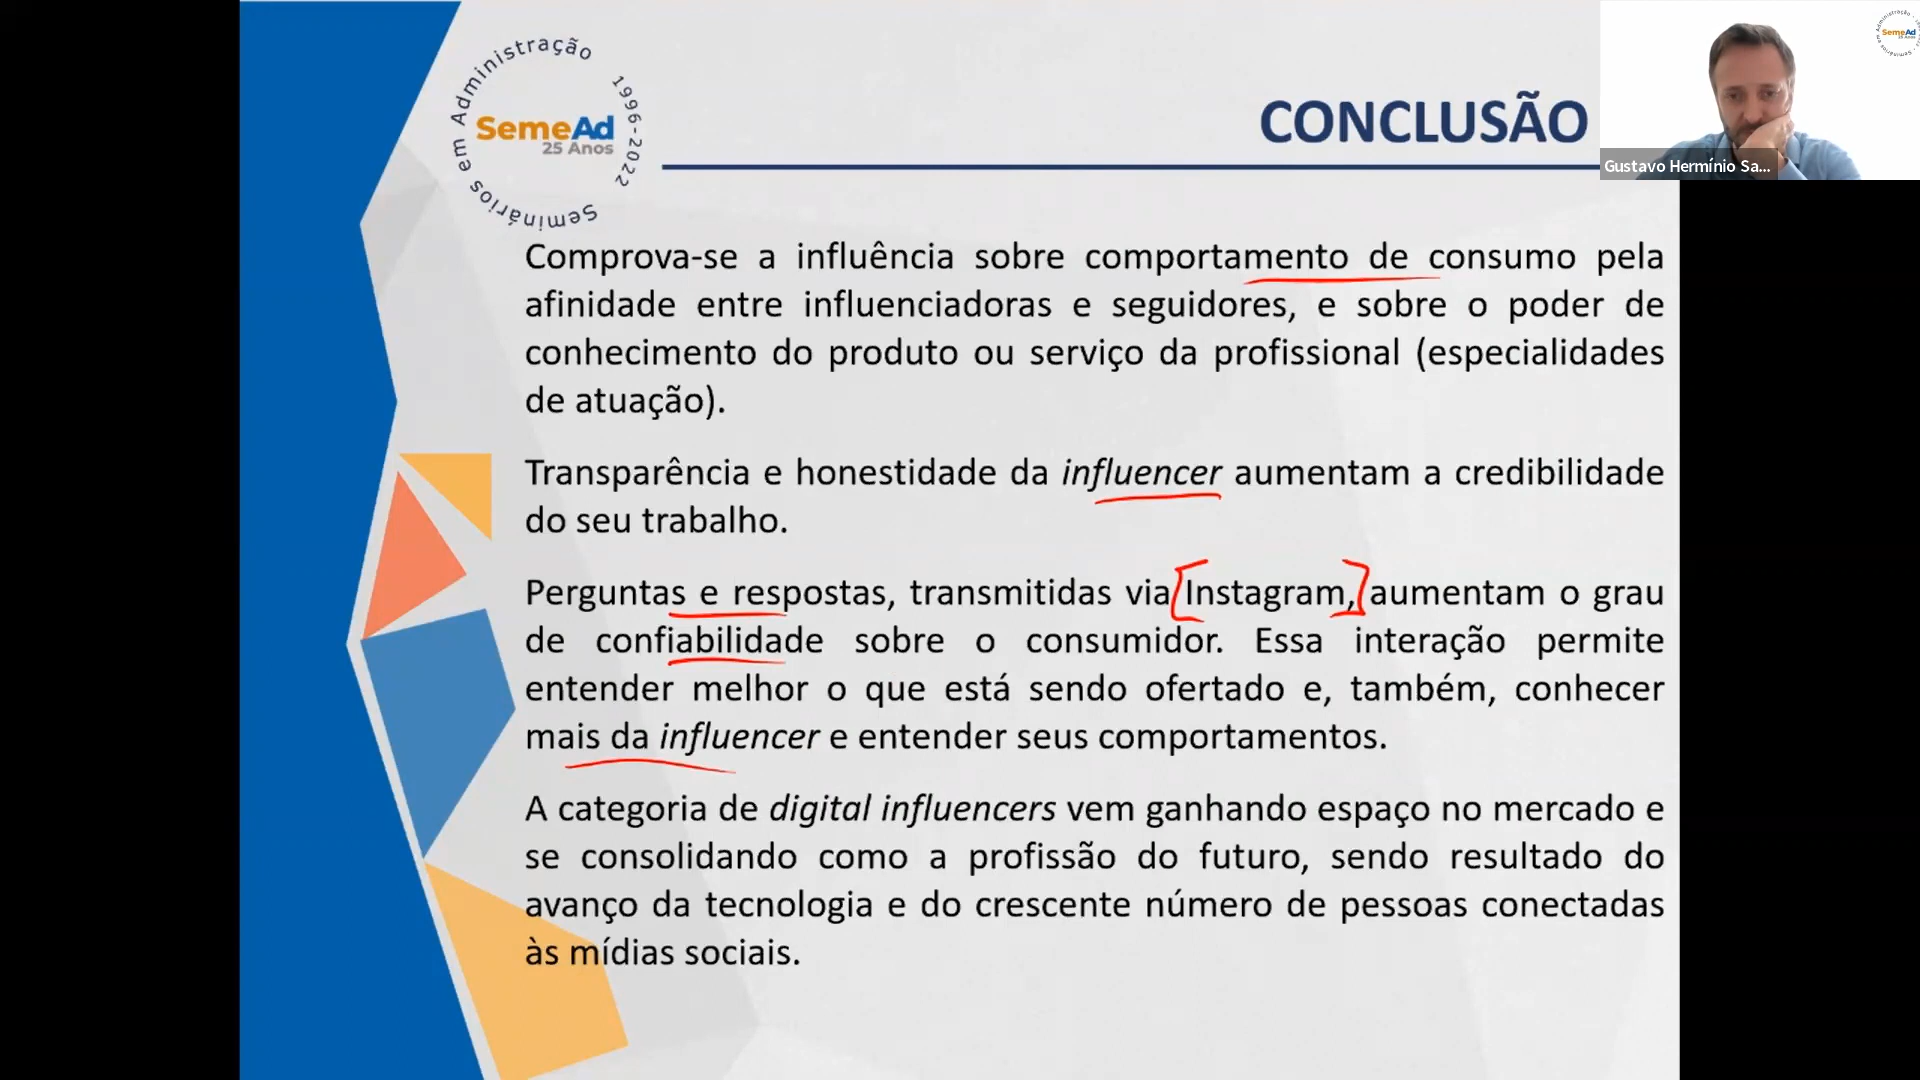 Seminários em Administração 1996-2022
SemeAd
25 Anos
CONCLUSÃO
SemeAd
25 Anos
Gustavo Hermínio Sa...
Comprova-se a influência sobre comportamento de consumo pela
afinidade entre influenciadoras e seguidores, e sobre o poder de
conhecimento do produto ou serviço da profissional (especialidades
de atuação).
Transparência e honestidade da influencer aumentam a credibilidade
do seu trabalho.
Perguntas e respostas, transmitidas via [Instagram,] aumentam o grau
de confiabilidade sobre o consumidor. Essa interação permite
entender melhor o que está sendo ofertado e, também, conhecer
mais da influencer e entender seus comportamentos.
A categoria de digital influencers vem ganhando espaço no mercado e
se consolidando como a profissão do futuro, sendo resultado do
avanço da tecnologia e do crescente número de pessoas conectadas
às mídias sociais.